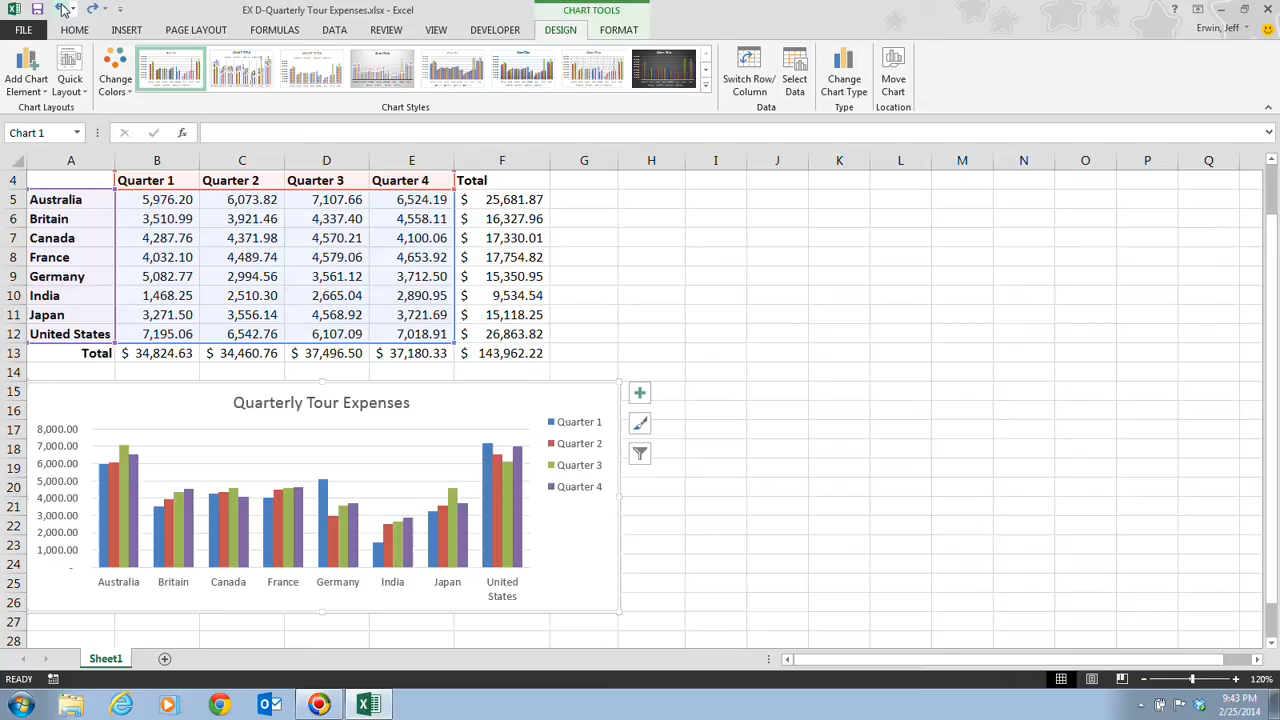 EX D-Quarterly Tour Expenses.xlsx - Excel
CHART TOOLS
FILE HOME INSERT PAGE LAYOUT FORMULAS DATA REVIEW VIEW DEVELOPER DESIGN FORMAT
Erwin, Jeff
Add Chart Element
Quick Layout
Change Colors
Switch Row/ Column
Select Data
Change Chart Type
Move Chart
Chart Layouts Chart Styles Data Type Location
Chart 1
fx
A B C D E F G H I J K L M N O P Q
4 Quarter 1 Quarter 2 Quarter 3 Quarter 4 Total
5 Australia 5,976.20 6,073.82 7,107.66 6,524.19 $ 25,681.87
6 Britain 3,510.99 3,921.46 4,337.40 4,558.11 $ 16,327.96
7 Canada 4,287.76 4,371.98 4,570.21 4,100.06 $ 17,330.01
8 France 4,032.10 4,489.74 4,579.06 4,653.92 $ 17,754.82
9 Germany 5,082.77 2,994.56 3,561.12 3,712.50 $ 15,350.95
10 India 1,468.25 2,510.30 2,665.04 2,890.95 $ 9,534.54
11 Japan 3,271.50 3,556.14 4,568.92 3,721.69 $ 15,118.25
12 United States 7,195.06 6,542.76 6,107.09 7,018.91 $ 26,863.82
13 Total $ 34,824.63 $ 34,460.76 $ 37,496.50 $ 37,180.33 $ 143,962.22
14
15
16
17
18
19
20
21
22
23
24
25
26
27
28
Quarterly Tour Expenses
8,000.00
7,000.00
6,000.00
5,000.00
4,000.00
3,000.00
2,000.00
1,000.00
-
Australia Britain Canada France Germany India Japan United States
Quarter 1
Quarter 2
Quarter 3
Quarter 4
Sheet1
READY
120%
9:43 PM
2/25/2014